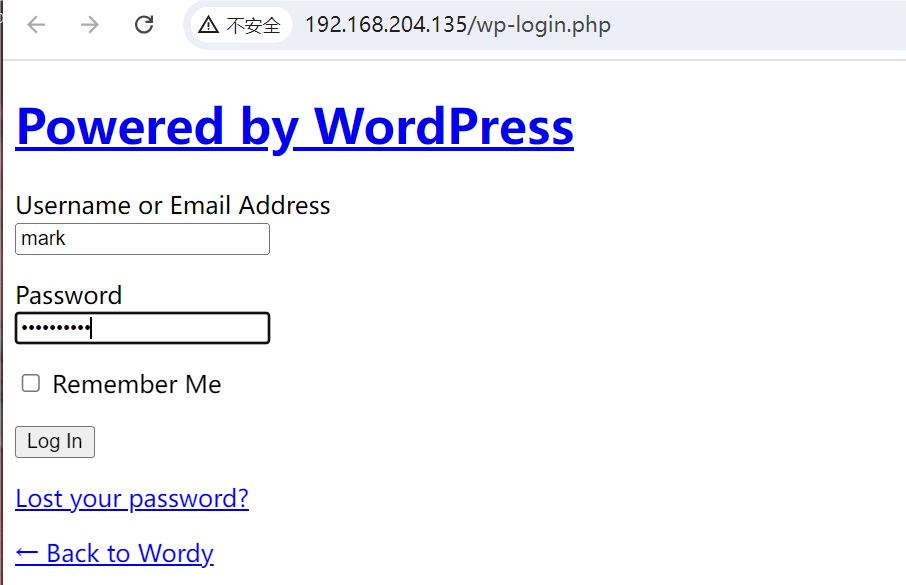 不安全 192.168.204.135/wp-login.php
Powered by WordPress
Username or Email Address
mark
Password
••••••••••
Remember Me
Log In
Lost your password?
← Back to Wordy